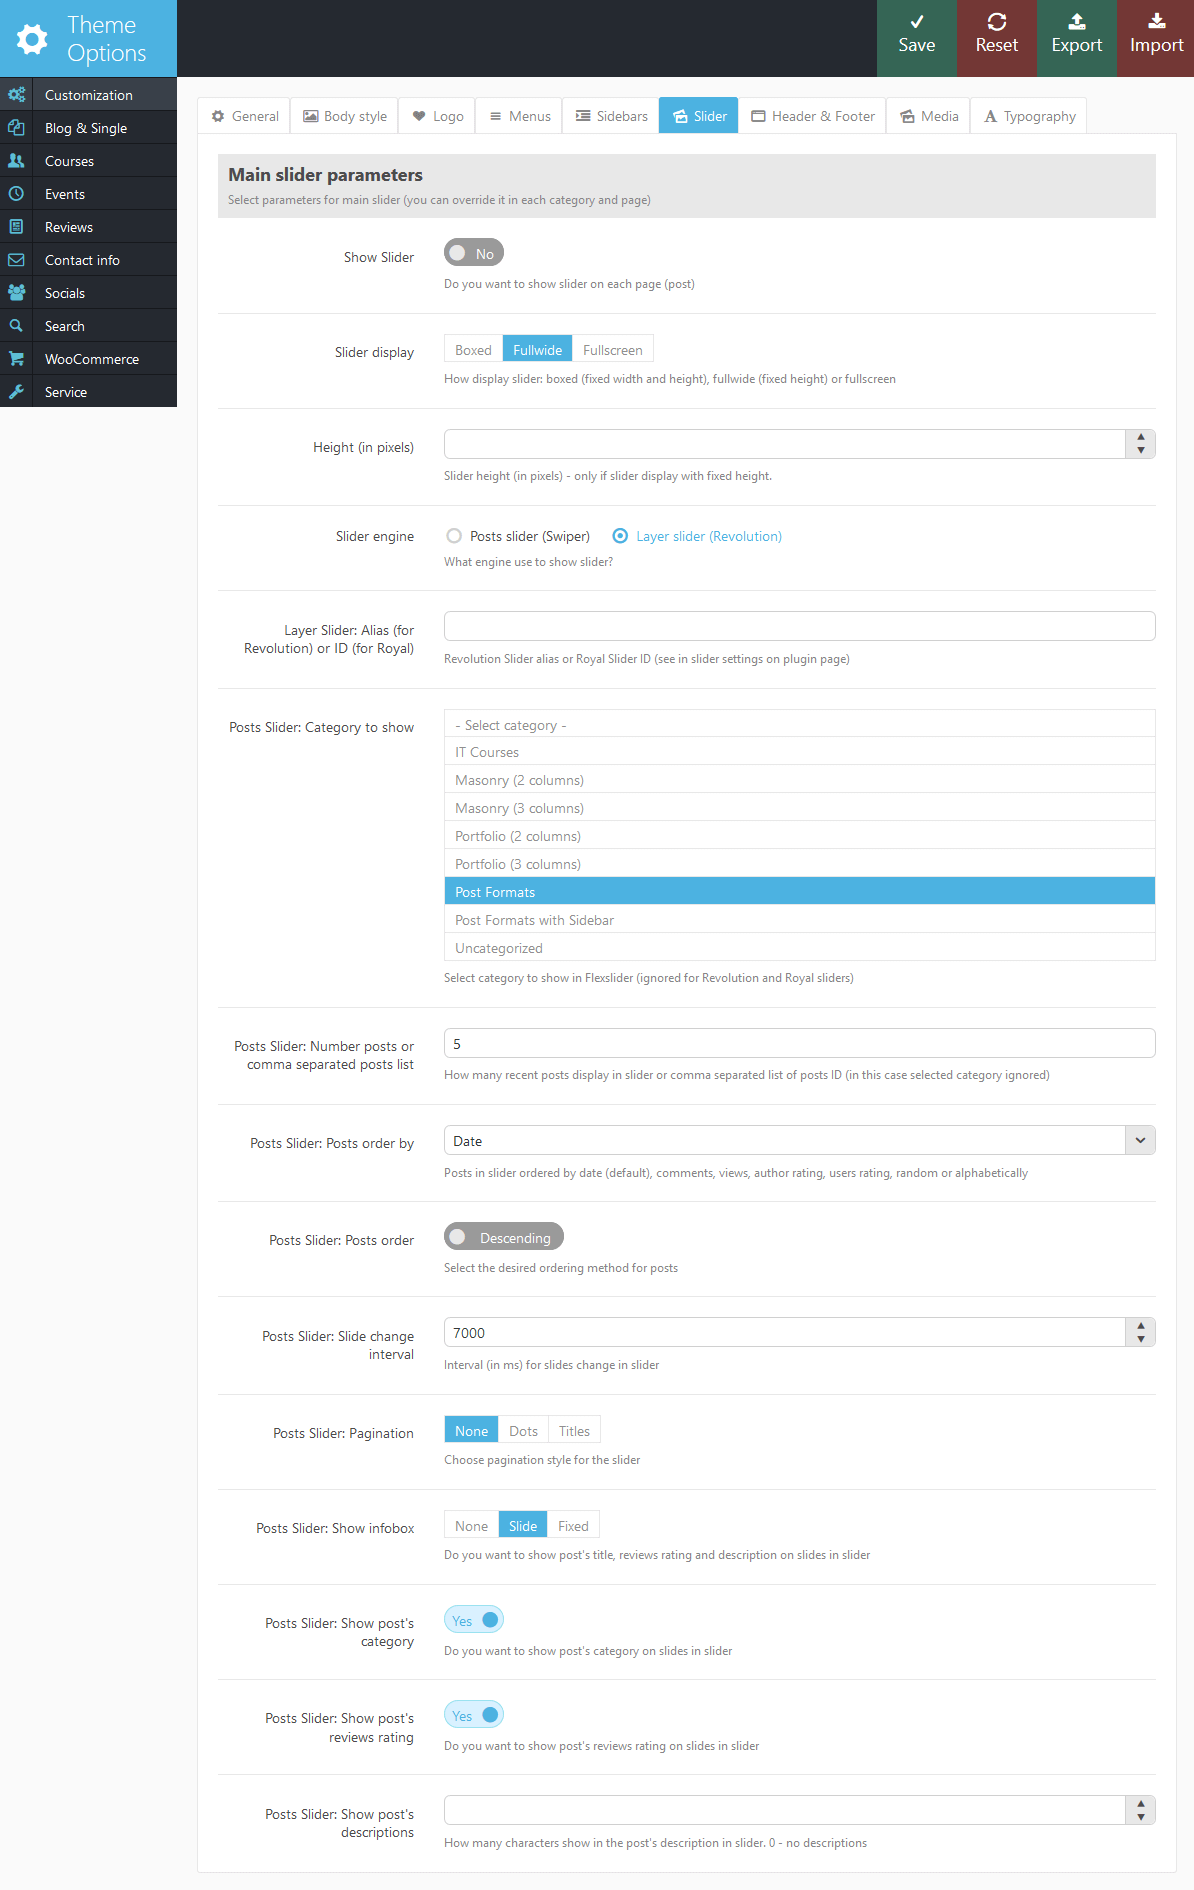 Theme
Options
Save
Reset
Export
Import
Customization
Blog & Single
Courses
Events
Reviews
Contact info
Socials
Search
WooCommerce
Service
General
Body style
Logo
Menus
Sidebars
Slider
Header & Footer
Media
Typography
Main slider parameters
Select parameters for main slider (you can override it in each category and page)
Show Slider
No
Do you want to show slider on each page (post)
Slider display
Boxed
Fullwide
Fullscreen
How display slider: boxed (fixed width and height), fullwide (fixed height) or fullscreen
Height (in pixels)
Slider height (in pixels) - only if slider display with fixed height.
Slider engine
Posts slider (Swiper)
Layer slider (Revolution)
What engine use to show slider?
Layer Slider: Alias (for
Revolution) or ID (for Royal)
Revolution Slider alias or Royal Slider ID (see in slider settings on plugin page)
Posts Slider: Category to show
- Select category -
IT Courses
Masonry (2 columns)
Masonry (3 columns)
Portfolio (2 columns)
Portfolio (3 columns)
Post Formats
Post Formats with Sidebar
Uncategorized
Select category to show in Flexslider (ignored for Revolution and Royal sliders)
Posts Slider: Number posts or
comma separated posts list
5
How many recent posts display in slider or comma separated list of posts ID (in this case selected category ignored)
Posts Slider: Posts order by
Date
Posts in slider ordered by date (default), comments, views, author rating, users rating, random or alphabetically
Posts Slider: Posts order
Descending
Select the desired ordering method for posts
Posts Slider: Slide change
interval
7000
Interval (in ms) for slides change in slider
Posts Slider: Pagination
None
Dots
Titles
Choose pagination style for the slider
Posts Slider: Show infobox
None
Slide
Fixed
Do you want to show post's title, reviews rating and description on slides in slider
Posts Slider: Show post's
category
Yes
Do you want to show post's category on slides in slider
Posts Slider: Show post's
reviews rating
Yes
Do you want to show post's reviews rating on slides in slider
Posts Slider: Show post's
descriptions
How many characters show in the post's description in slider. 0 - no descriptions